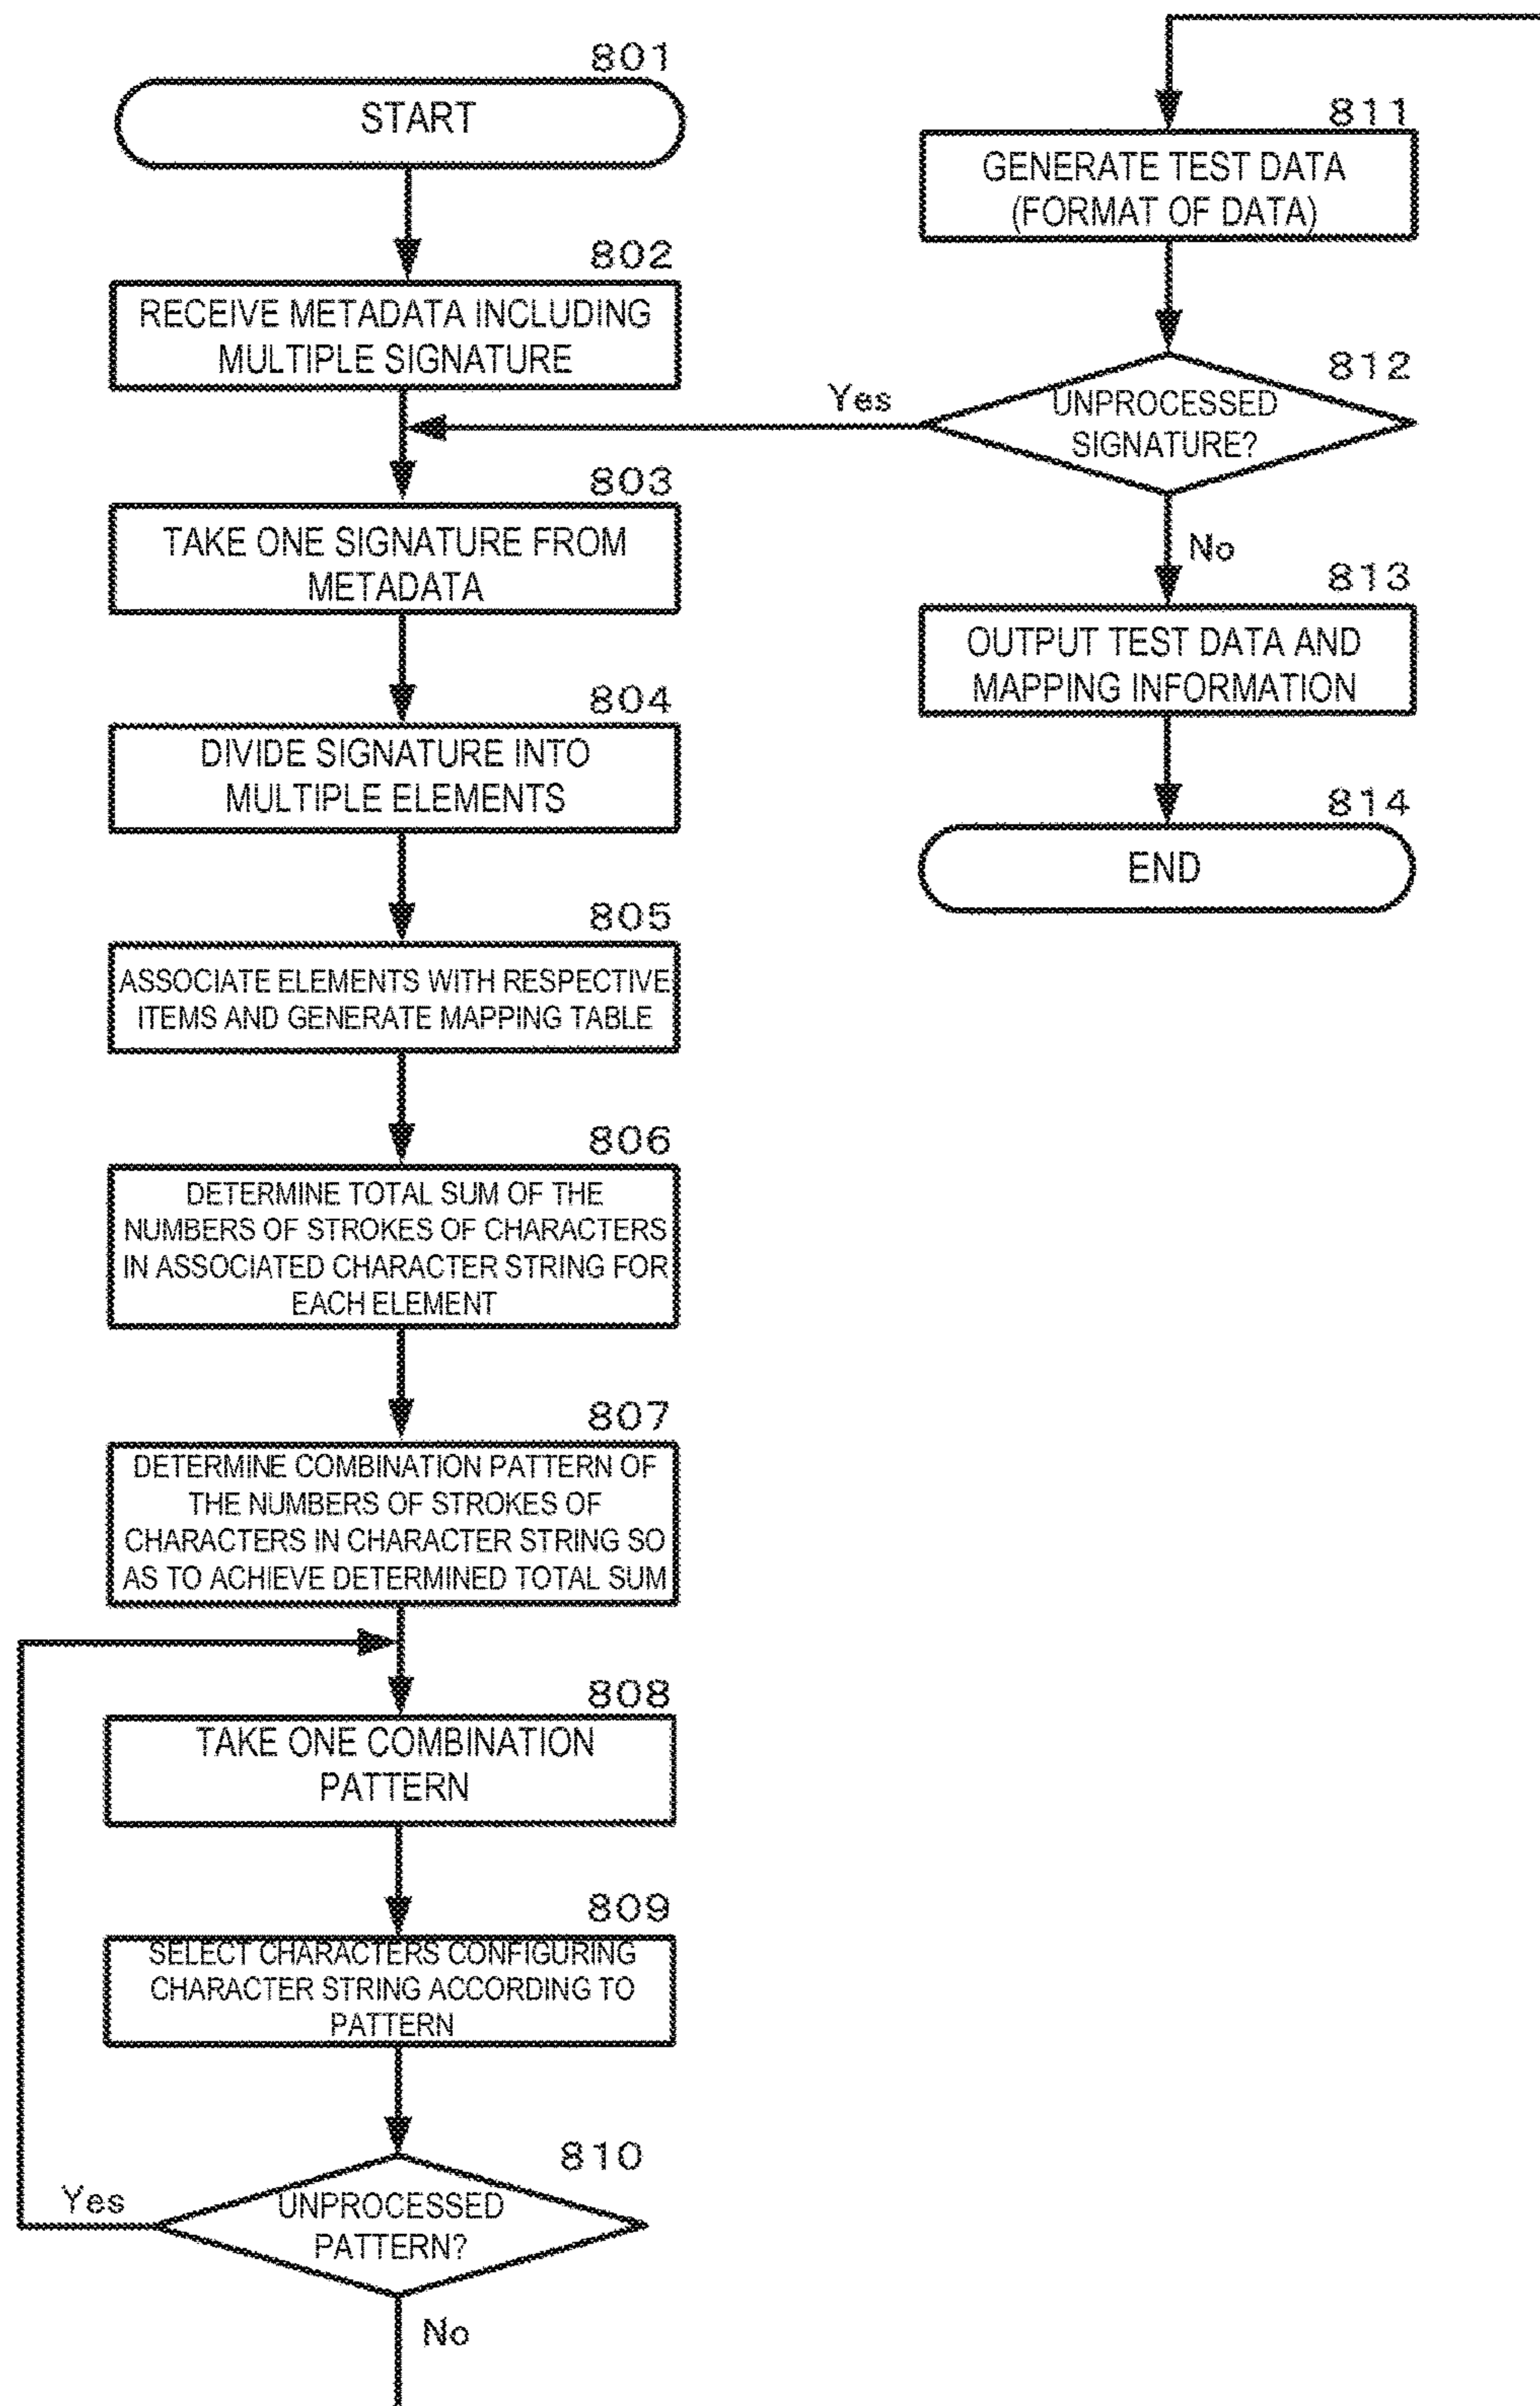 801
START
802
RECEIVE METADATA INCLUDING
MULTIPLE SIGNATURE
803
TAKE ONE SIGNATURE FROM
METADATA
804
DIVIDE SIGNATURE INTO
MULTIPLE ELEMENTS
805
ASSOCIATE ELEMENTS WITH RESPECTIVE
ITEMS AND GENERATE MAPPING TABLE
806
DETERMINE TOTAL SUM OF THE
NUMBERS OF STROKES OF CHARACTERS
IN ASSOCIATED CHARACTER STRING FOR
EACH ELEMENT
807
DETERMINE COMBINATION PATTERN OF
THE NUMBERS OF STROKES OF
CHARACTERS IN CHARACTER STRING SO
AS TO ACHIEVE DETERMINED TOTAL SUM
808
TAKE ONE COMBINATION
PATTERN
809
SELECT CHARACTERS CONFIGURING
CHARACTER STRING ACCORDING TO
PATTERN
810
Yes
UNPROCESSED
PATTERN?
No
811
GENERATE TEST DATA
(FORMAT OF DATA)
812
Yes
UNPROCESSED
SIGNATURE?
No
813
OUTPUT TEST DATA AND
MAPPING INFORMATION
814
END